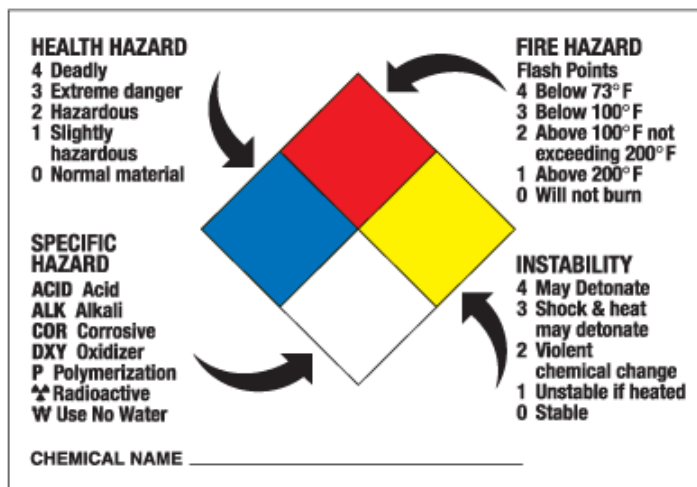 HEALTH HAZARD
4 Deadly
3 Extreme danger
2 Hazardous
1 Slightly
hazardous
0 Normal material
FIRE HAZARD
Flash Points
4 Below 73° F
3 Below 100° F
2 Above 100° F not
exceeding 200° F
1 Above 200° F
0 Will not burn
SPECIFIC
HAZARD
ACID Acid
ALK Alkali
COR Corrosive
DXY Oxidizer
P Polymerization
☢ Radioactive
W Use No Water
INSTABILITY
4 May Detonate
3 Shock & heat
may detonate
2 Violent
chemical change
1 Unstable if heated
0 Stable
CHEMICAL NAME